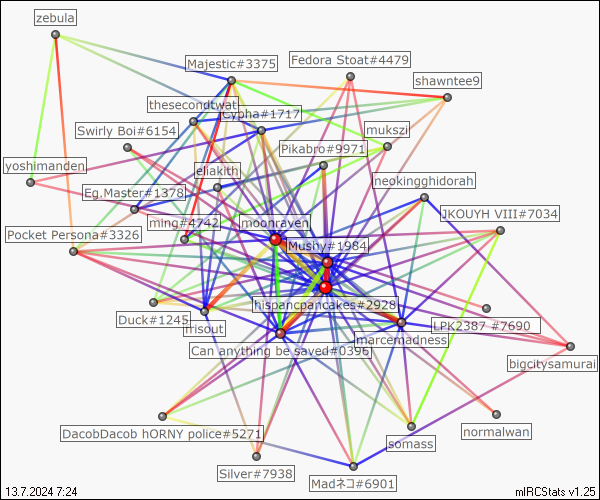 zebula
Majestic#3375
Fedora Stoat#4479
shawntee9
thesecondtwat
Cypha#1717
Swirly Boi#6154
mukszi
Pikabro#9971
yoshimanden
eliakith
neokingghidorah
Eg.Master#1378
JKOUYH VIII#7034
ming#4742
moonraven
Pocket Persona#3326
Mushy#1984
hispancpancakes#2928
Duck#1245
LPK2387 #7690
marcemadness
Can anything be saved#0396
bigcitysamurai
DacobDacob hORNY police#5271
normalwan
somass
Silver#7938
Madネコ#6901
13.7.2024 7:24
mIRCStats v1.25